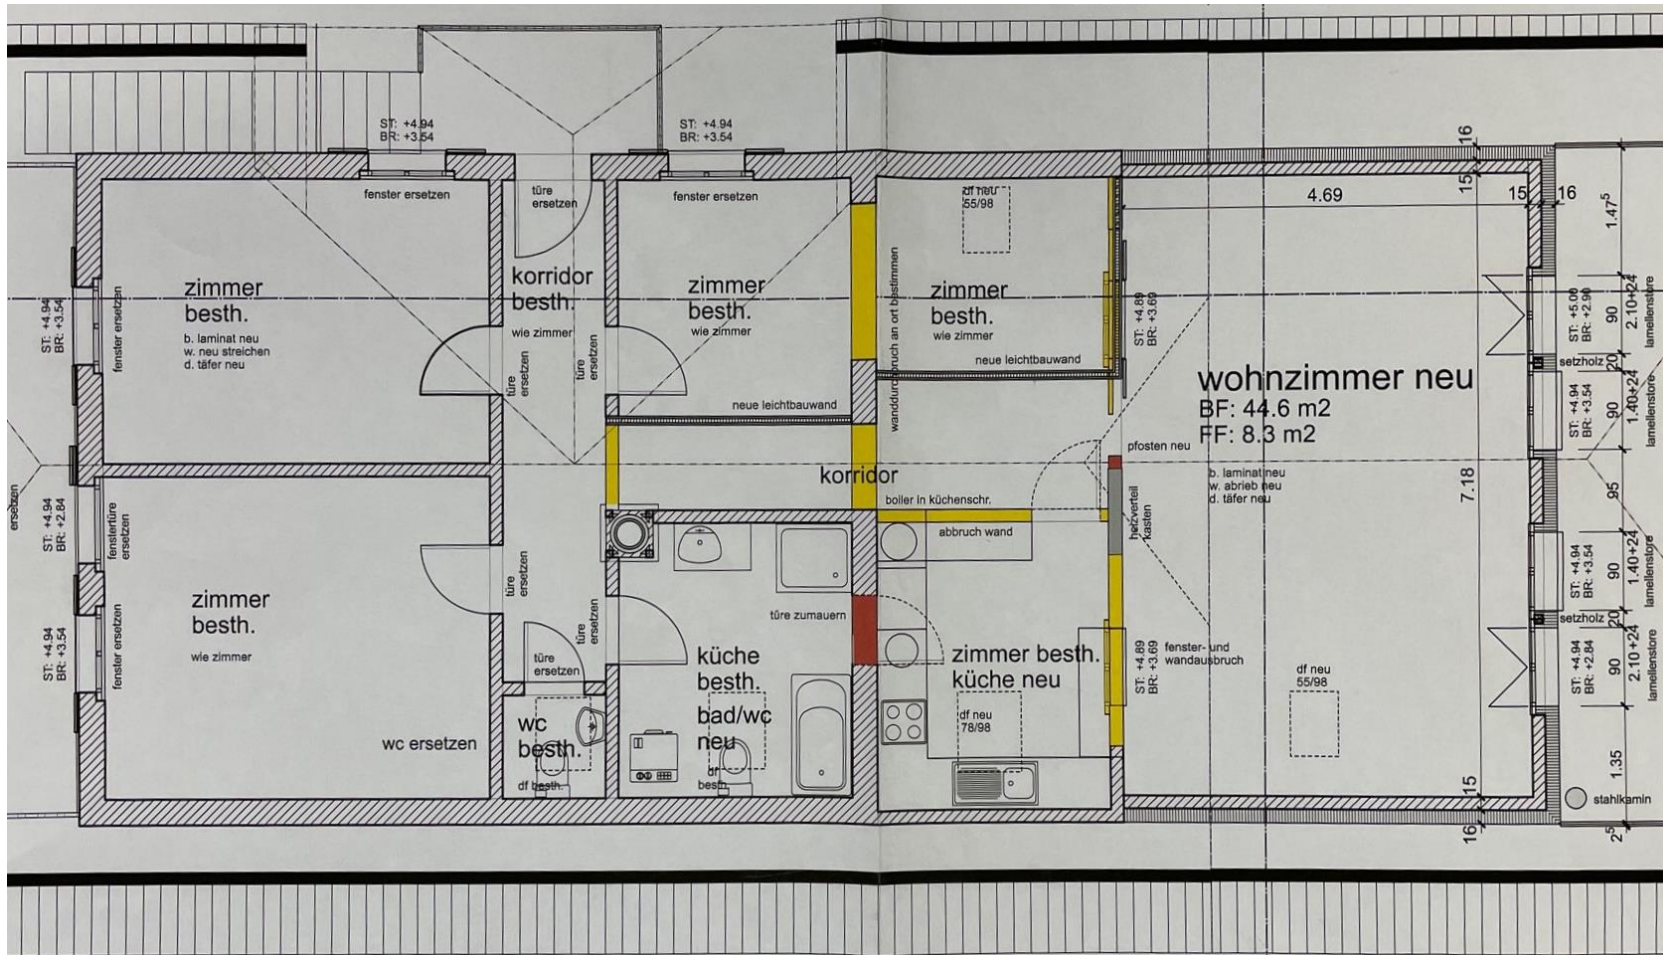 ST: +4.94
BR: +3.54
ST: +4.94
BR: +3.54
fenster ersetzen
türe
ersetzen
fenster ersetzen
df neu
55/98
16
15
4.69
15
16
1.47⁵
zimmer
besth.
b. laminat neu
w. neu streichen
d. täfer neu
ST: +4.94
BR: +3.54
fenster ersetzen
korridor
besth.
wie zimmer
türe
ersetzen
türe
ersetzen
zimmer
besth.
wie zimmer
neue leichtbauwand
wanddurchbruch an ort bestimmen
zimmer
besth.
wie zimmer
neue leichtbauwand
ST: +4.89
BR: +3.69
wohnzimmer neu
BF: 44.6 m2
FF: 8.3 m2
pfosten neu
b. laminat neu
w. abrieb neu
d. täfer neu
7.18
ST: +5.00
BR: +2.90
90
2.10+24
lamellenstore
setzholz
20
ST: +4.94
BR: +3.54
90
1.40+24
lamellenstore
95
ersetzen
ST: +4.94
BR: +2.84
fenstertüre
ersetzen
korridor
boiler in küchenschr.
abbruch wand
heizverteil
kasten
ST: +4.94
BR: +3.54
90
1.40+24
lamellenstore
setzholz
20
zimmer
besth.
wie zimmer
ST: +4.94
BR: +3.54
fenster ersetzen
türe
ersetzen
türe
ersetzen
türe
ersetzen
türe zumauern
küche
besth.
bad/wc
neu
df
besth.
zimmer besth.
küche neu
df neu
78/98
ST: +4.89
BR: +3.69
fenster- und
wandausbruch
df neu
55/98
ST: +4.94
BR: +2.84
90
2.10+24
lamellenstore
wc ersetzen
wc
besth.
df besth.
15
16
1.35
stahlkamin
2⁵